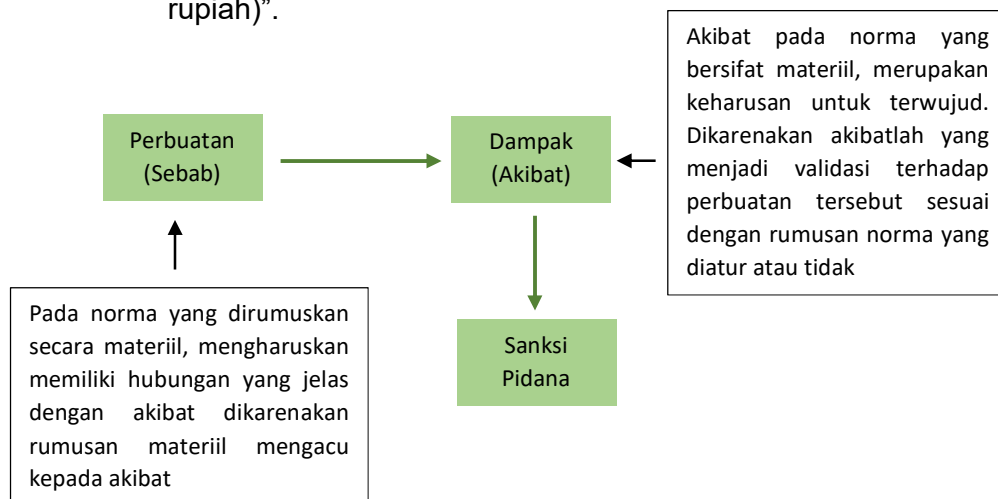 rupiah)”.
Akibat pada norma yang
bersifat materiil, merupakan
keharusan untuk terwujud.
Dikarenakan akibatlah yang
menjadi validasi terhadap
perbuatan tersebut sesuai
dengan rumusan norma yang
diatur atau tidak
Perbuatan
(Sebab)
Dampak
(Akibat)
Pada norma yang dirumuskan
secara materiil, mengharuskan
memiliki hubungan yang jelas
dengan akibat dikarenakan
rumusan materiil mengacu
kepada akibat
Sanksi
Pidana